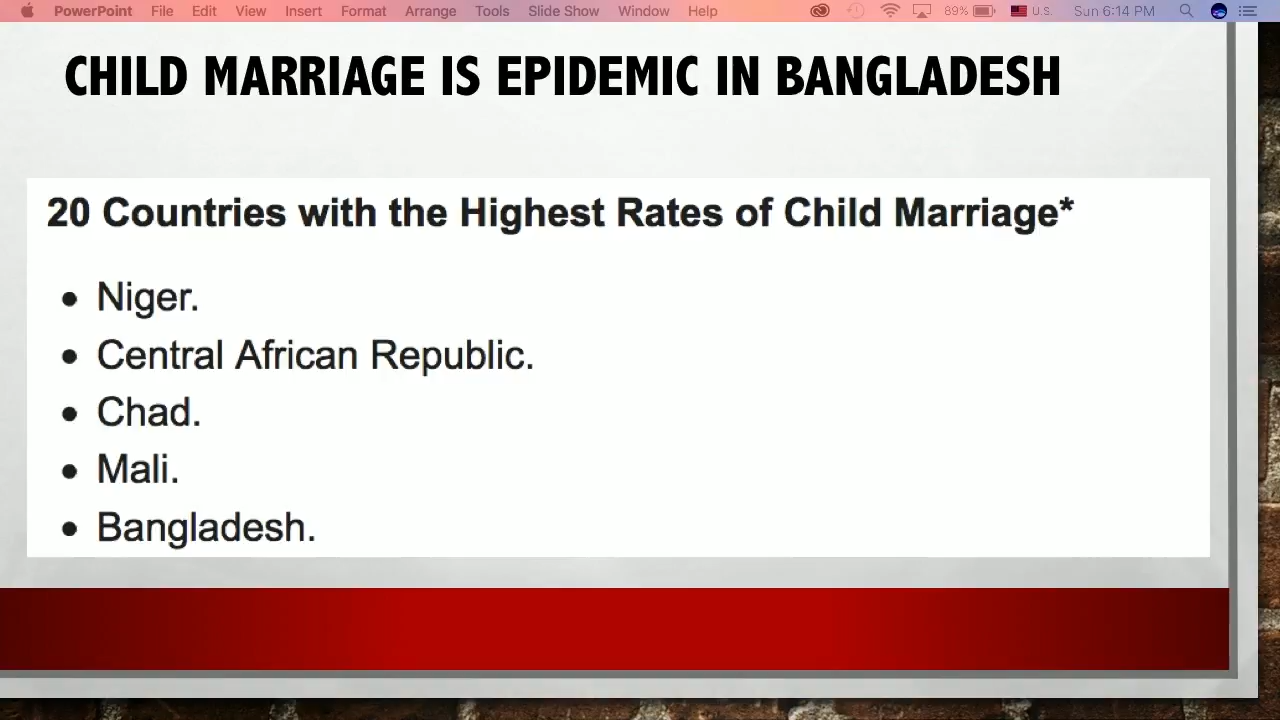 PowerPoint File Edit View Insert Format Arrange Tools Slide Show Window Help 89% U.S. Sun 6:14 PM
CHILD MARRIAGE IS EPIDEMIC IN BANGLADESH
20 Countries with the Highest Rates of Child Marriage*
• Niger.
• Central African Republic.
• Chad.
• Mali.
• Bangladesh.